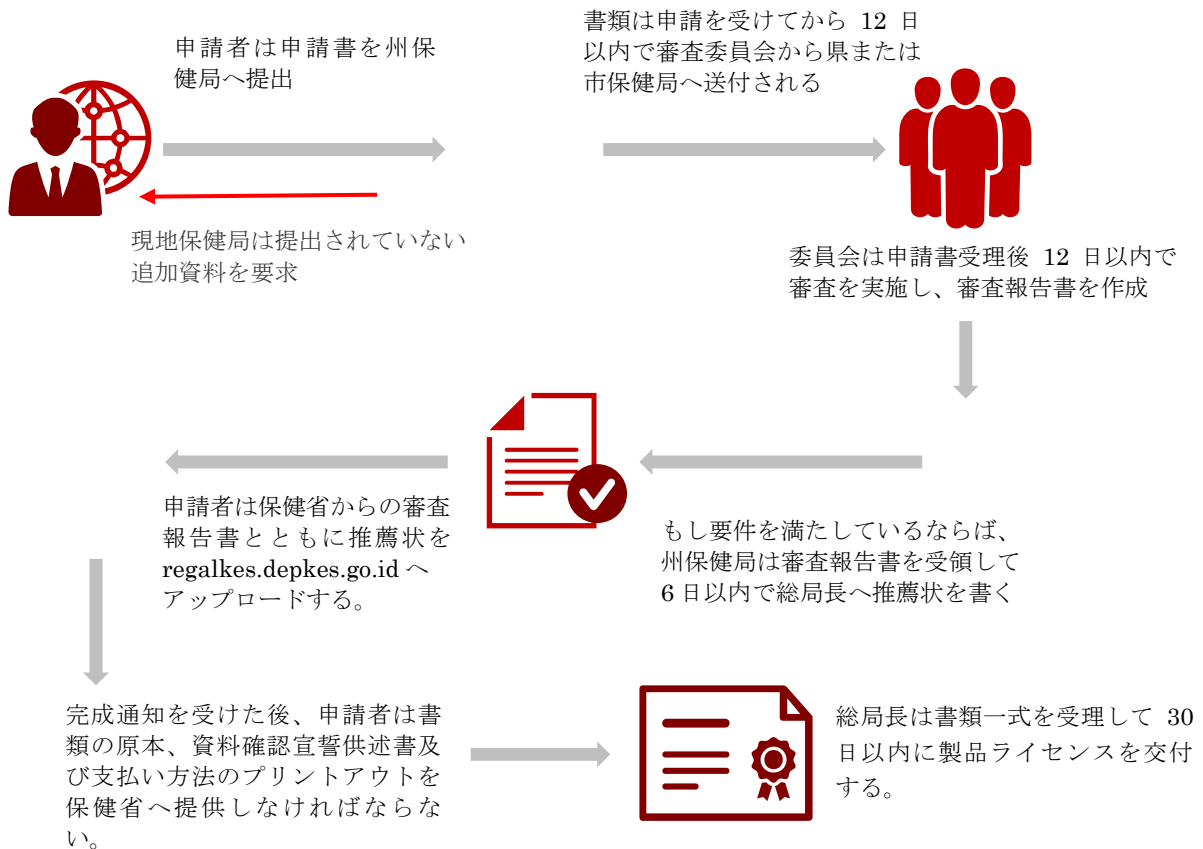 申請者は申請書を州保
健局へ提出
書類は申請を受けてから 12 日
以内で審査委員会から県または
市保健局へ送付される
現地保健局は提出されていない
追加資料を要求
委員会は申請書受理後 12 日以内で
審査を実施し、審査報告書を作成
もし要件を満たしているならば、
州保健局は審査報告書を受領して
6 日以内で総局長へ推薦状を書く
申請者は保健省からの審査
報告書とともに推薦状を
regalkes.depkes.go.id へ
アップロードする。
完成通知を受けた後、申請者は書
類の原本、資料確認宣誓供述書及
び支払い方法のプリントアウトを
保健省へ提供しなければならな
い。
総局長は書類一式を受理して 30
日以内に製品ライセンスを交付
する。